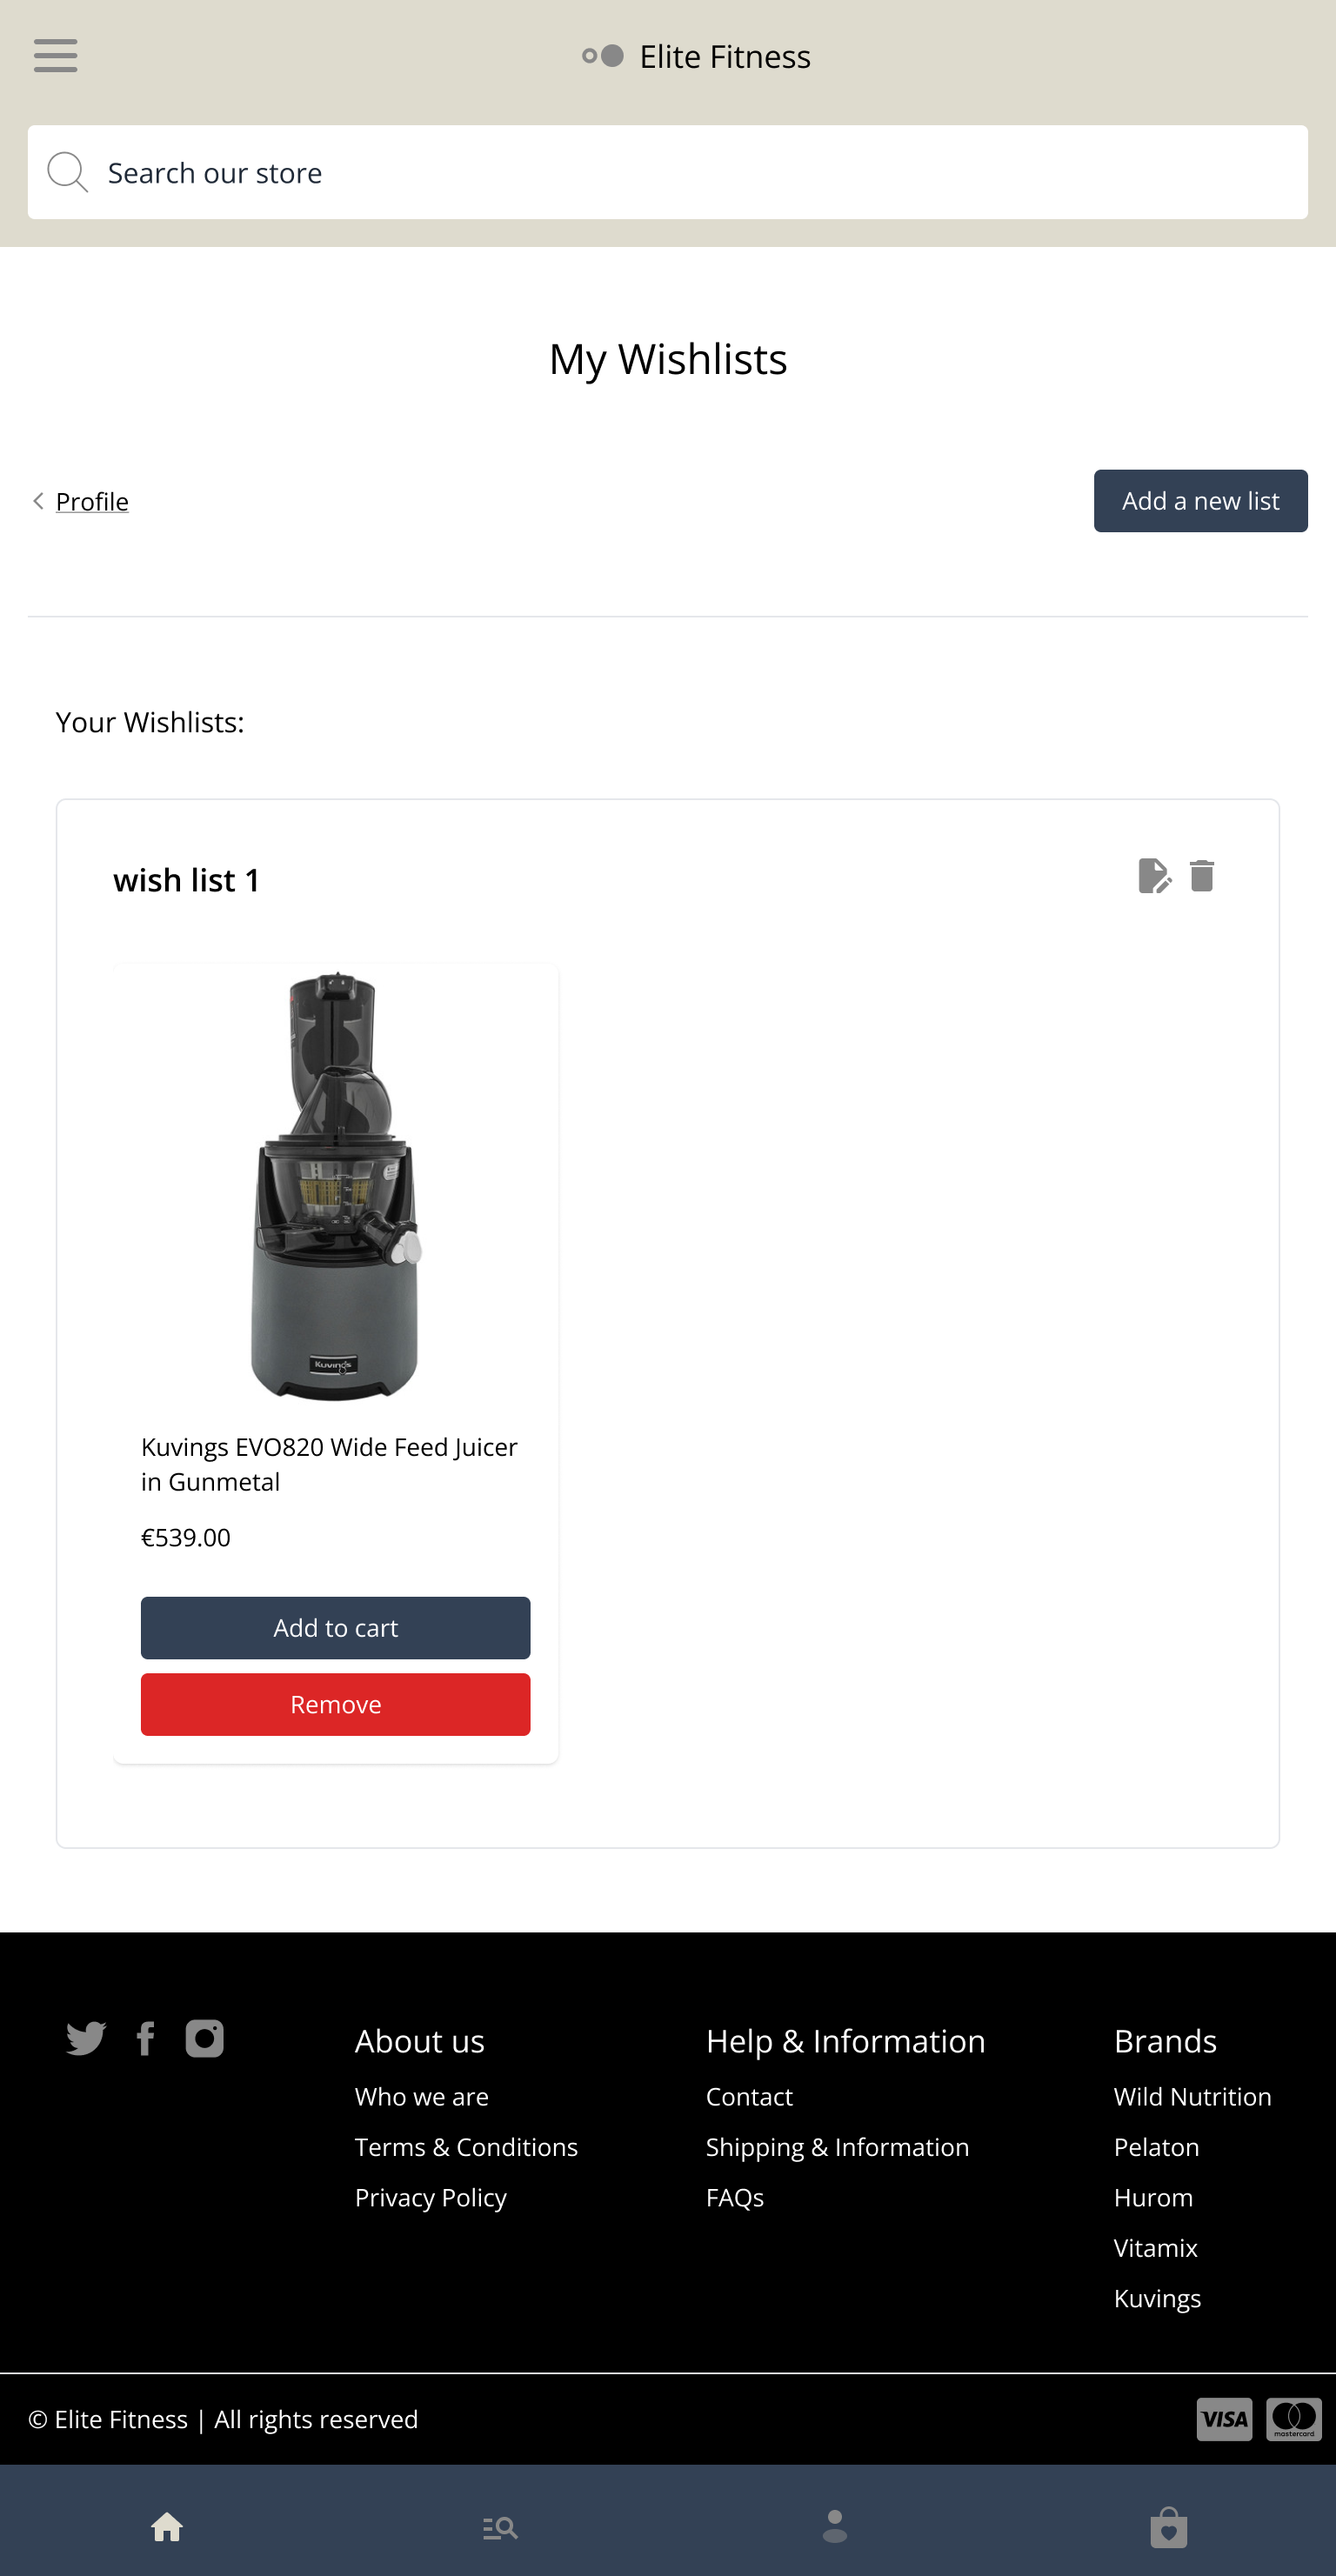 Elite Fitness
Search our store
My Wishlists
Profile
Add a new list
Your Wishlists:
wish list 1
Kuvings
Kuvings EVO820 Wide Feed Juicer
in Gunmetal
€539.00
Add to cart
Remove
About us
Who we are
Terms & Conditions
Privacy Policy
Help & Information
Contact
Shipping & Information
FAQs
Brands
Wild Nutrition
Pelaton
Hurom
Vitamix
Kuvings
© Elite Fitness | All rights reserved
VISA
mastercard